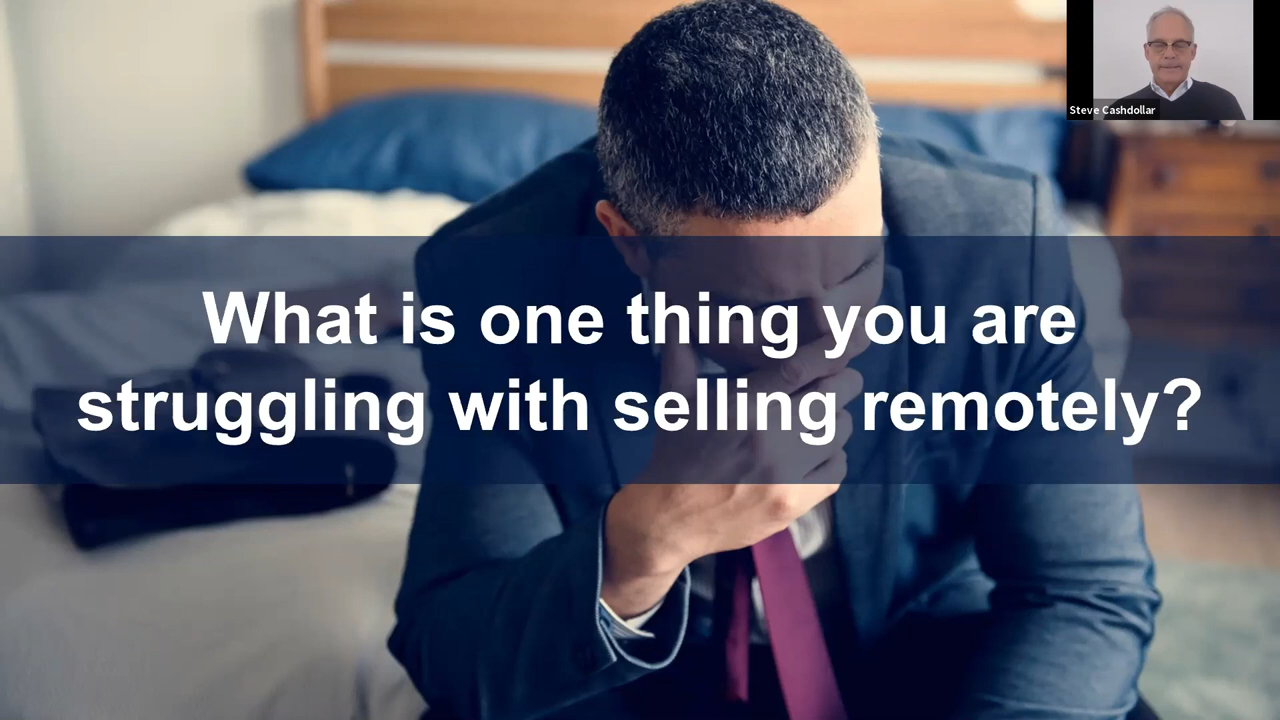 Steve Cashdollar
What is one thing you are
struggling with selling remotely?